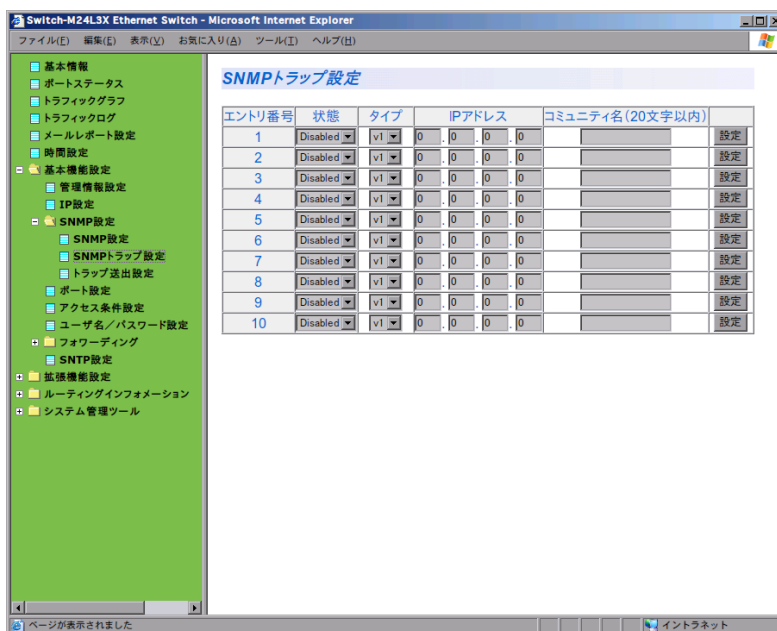 Switch-M24L3X Ethernet Switch - Microsoft Internet Explorer
ファイル(F) 編集(E) 表示(V) お気に入り(A) ツール(T) ヘルプ(H)
基本情報
ポートステータス
トラフィックグラフ
トラフィックログ
メールレポート設定
時間設定
基本機能設定
管理情報設定
IP設定
SNMP設定
SNMP設定
SNMPトラップ設定
トラップ送出設定
ポート設定
アクセス条件設定
ユーザ名／パスワード設定
フォワーディング
SNTP設定
拡張機能設定
ルーティングインフォメーション
システム管理ツール
SNMPトラップ設定
エントリ番号 状態 タイプ IPアドレス コミュニティ名(20文字以内)
1 Disabled v1 0 . 0 . 0 . 0 設定
2 Disabled v1 0 . 0 . 0 . 0 設定
3 Disabled v1 0 . 0 . 0 . 0 設定
4 Disabled v1 0 . 0 . 0 . 0 設定
5 Disabled v1 0 . 0 . 0 . 0 設定
6 Disabled v1 0 . 0 . 0 . 0 設定
7 Disabled v1 0 . 0 . 0 . 0 設定
8 Disabled v1 0 . 0 . 0 . 0 設定
9 Disabled v1 0 . 0 . 0 . 0 設定
10 Disabled v1 0 . 0 . 0 . 0 設定
ページが表示されました イントラネット